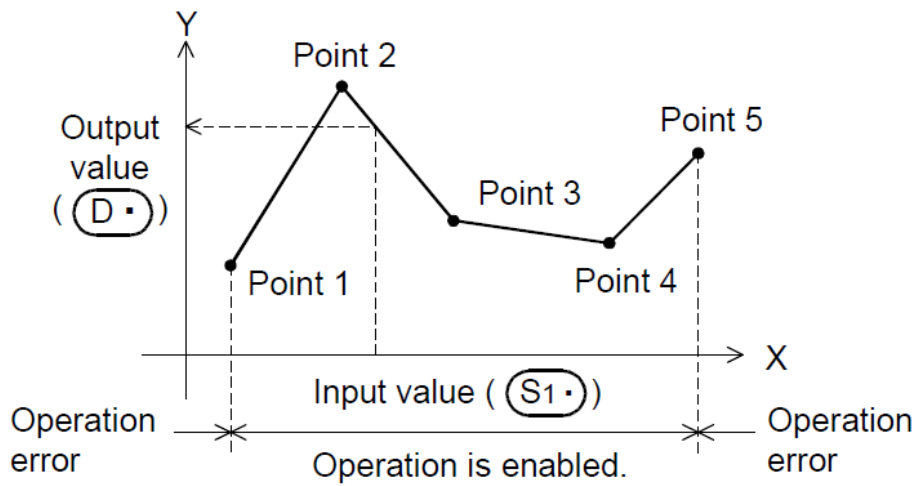 Y
Point 2
Output
value
( D・ )
Point 5
Point 3
Point 1
Point 4
X
Input value ( S1・ )
Operation
error
Operation is enabled.
Operation
error